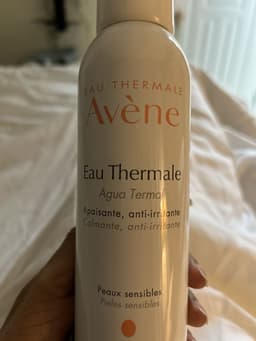 EAU THERMALE
Avène
Eau Thermale
Agua Termal
Apaisante, anti-irritante
Calmante, anti-irritante
Peaux sensibles
Pieles sensibles